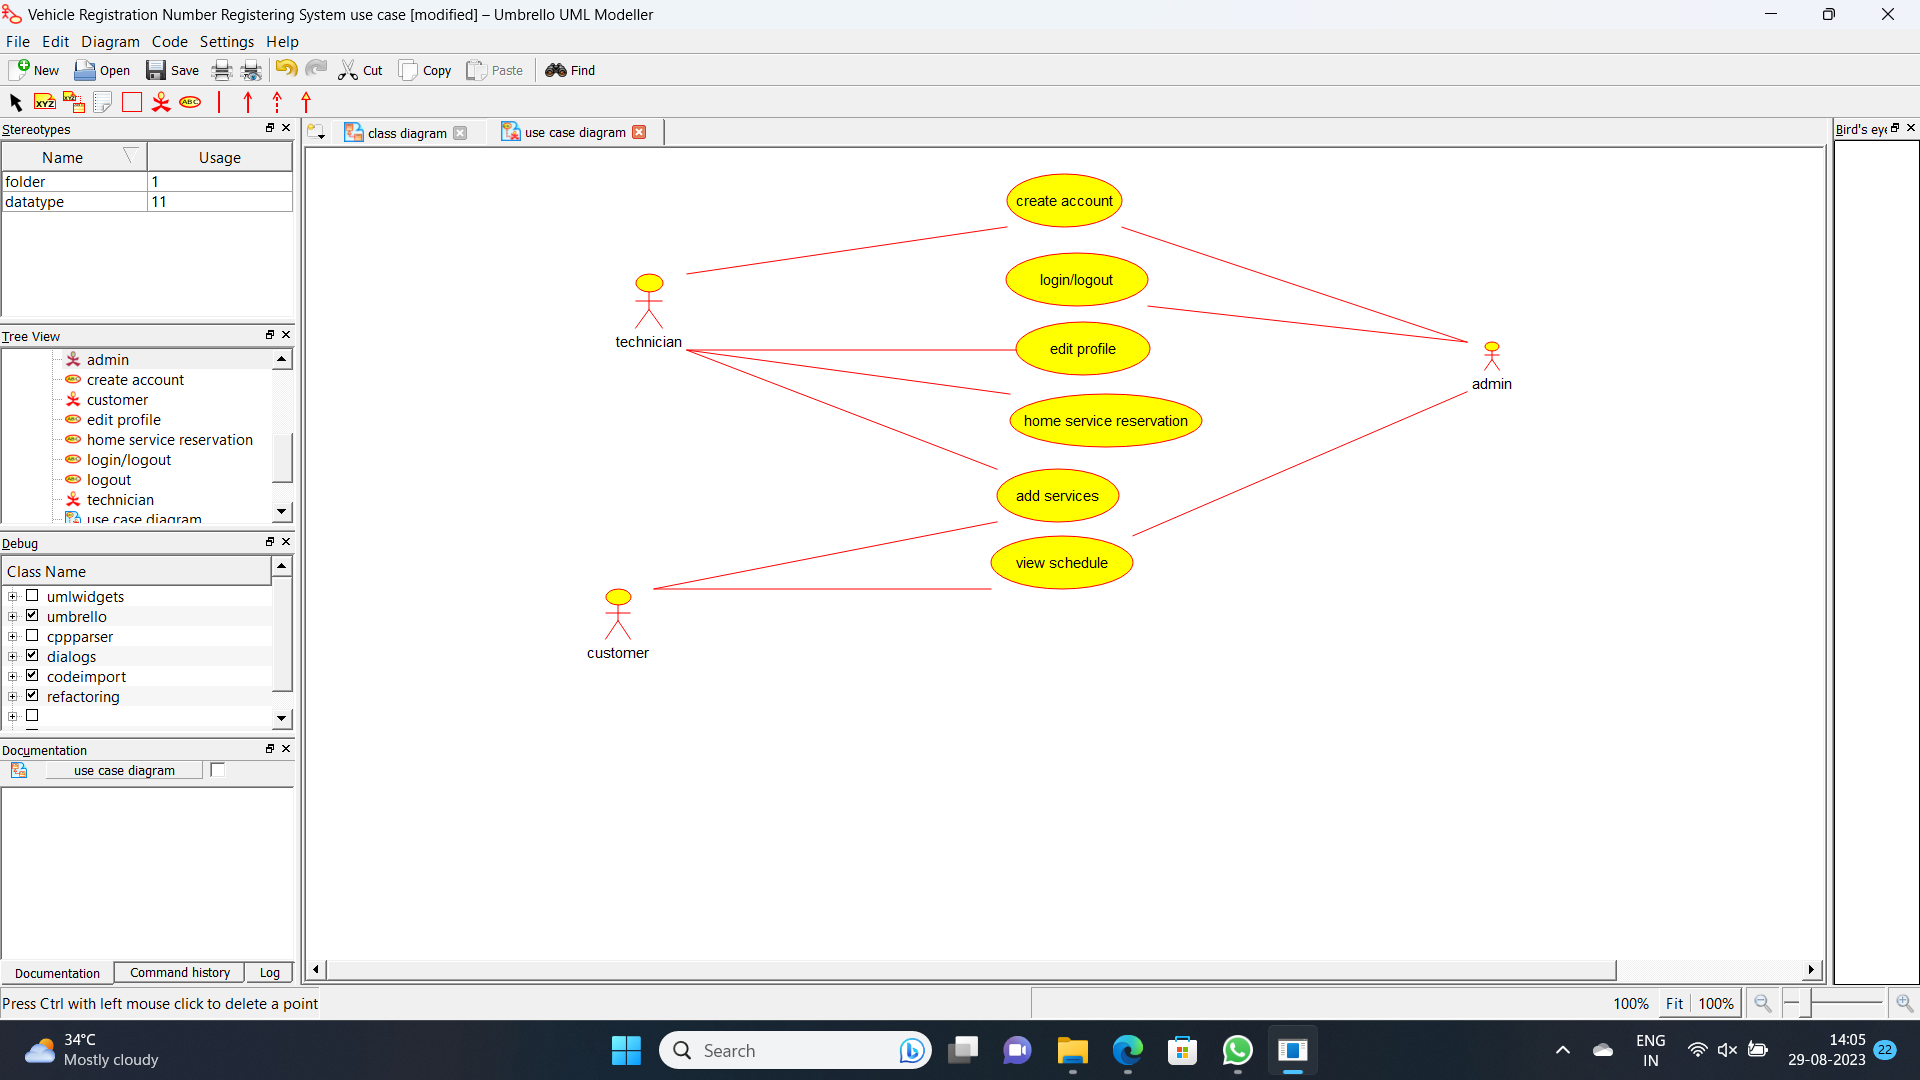 Vehicle Registration Number Registering System use case [modified] – Umbrello UML Modeller
File Edit Diagram Code Settings Help
New Open Save Cut Copy Paste Find
XYZ XYZ ABC
Stereotypes
Name Usage
folder 1
datatype 11
Tree View
admin
create account
customer
edit profile
home service reservation
login/logout
logout
technician
use case diagram
Debug
Class Name
umlwidgets
umbrello
cppparser
dialogs
codeimport
refactoring
Documentation
use case diagram
Documentation Command history Log
class diagram use case diagram
Bird's eye
create account
login/logout
technician
edit profile
admin
home service reservation
add services
view schedule
customer
Press Ctrl with left mouse click to delete a point
100% Fit 100%
34°C
Mostly cloudy
Search
ENG
IN
14:05
29-08-2023
22